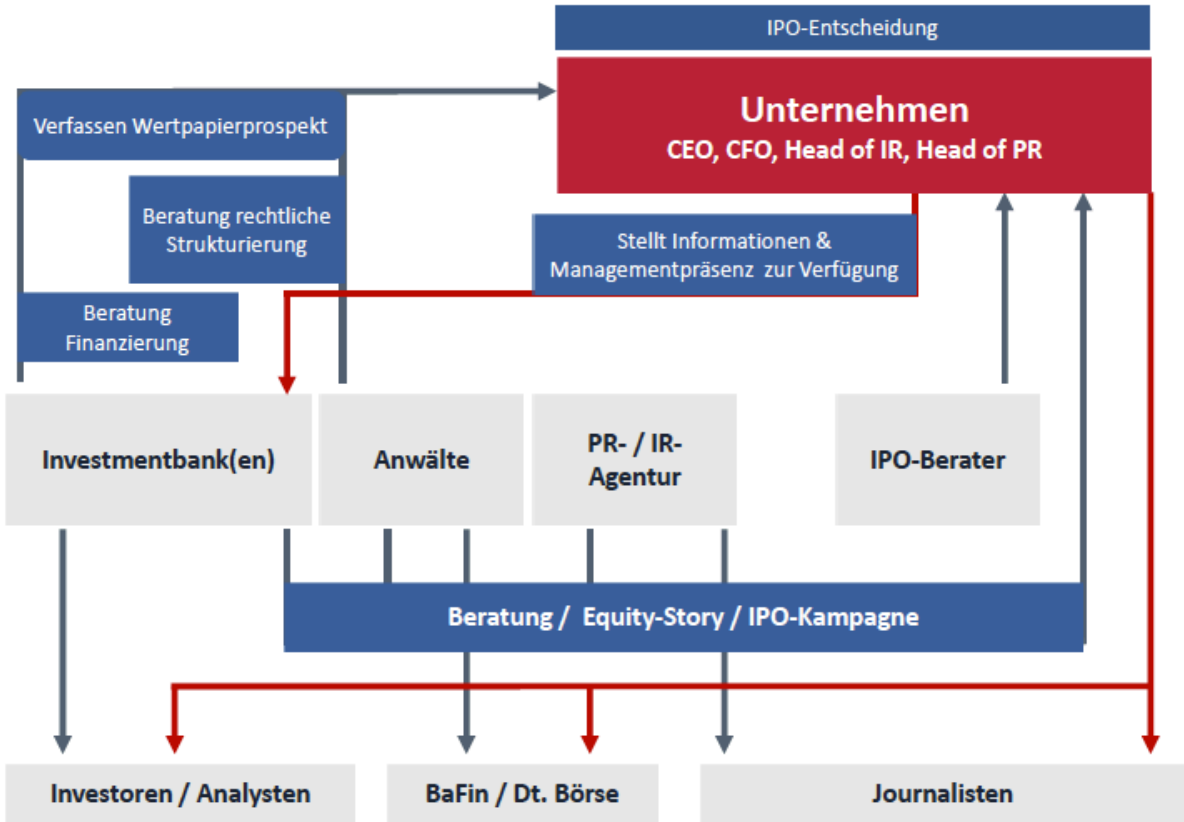 IPO-Entscheidung
Unternehmen
CEO, CFO, Head of IR, Head of PR
Verfassen Wertpapierprospekt
Beratung rechtliche
Strukturierung
Stellt Informationen &
Managementpräsenz zur Verfügung
Beratung
Finanzierung
Investmentbank(en)
Anwälte
PR- / IR-
Agentur
IPO-Berater
Beratung / Equity-Story / IPO-Kampagne
Investoren / Analysten
BaFin / Dt. Börse
Journalisten